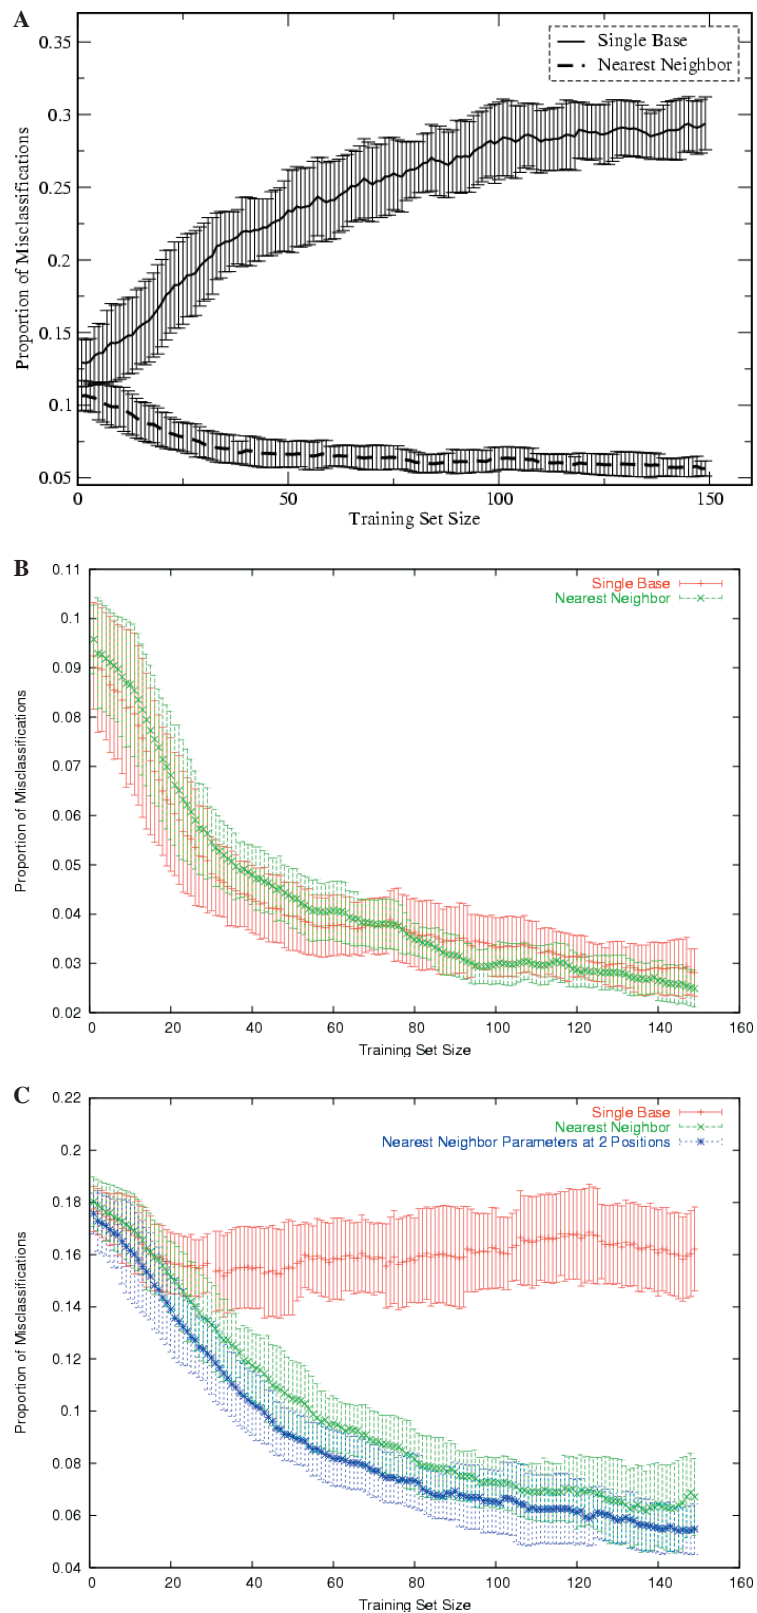 A
0.35
0.3
0.25
0.2
0.15
0.1
0.05
Proportion of Misclassifications
Single Base
Nearest Neighbor
0 50 100 150
Training Set Size
B
0.11
0.1
0.09
0.08
0.07
0.06
0.05
0.04
0.03
0.02
Proportion of Misclassifications
Single Base
Nearest Neighbor
0 20 40 60 80 100 120 140 160
Training Set Size
C
0.22
0.2
0.18
0.16
0.14
0.12
0.1
0.08
0.06
0.04
Proportion of Misclassifications
Single Base
Nearest Neighbor
Nearest Neighbor Parameters at 2 Positions
0 20 40 60 80 100 120 140 160
Training Set Size